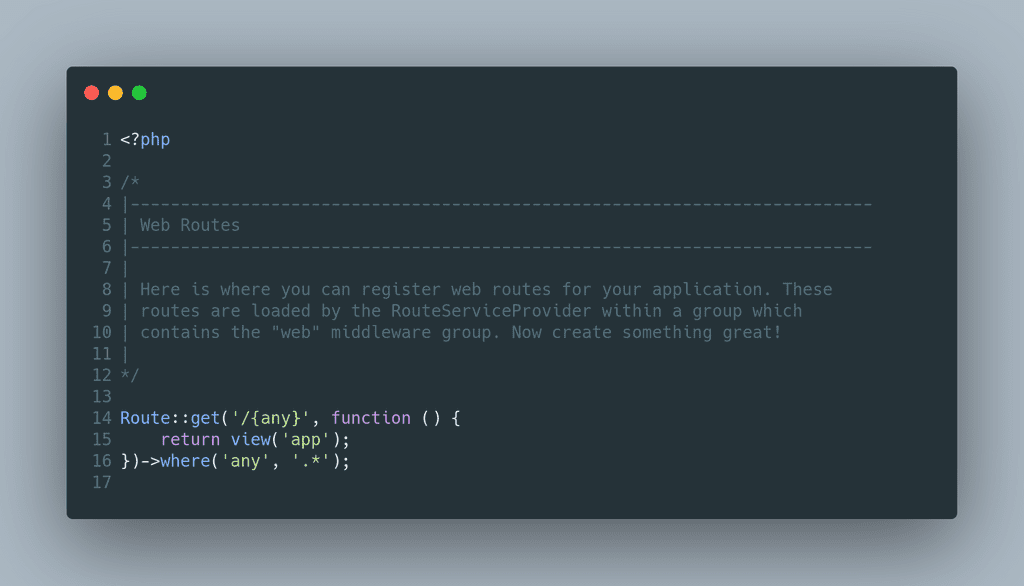 1 <?php
2
3 /*
4 |--------------------------------------------------------------------------
5 | Web Routes
6 |--------------------------------------------------------------------------
7 |
8 | Here is where you can register web routes for your application. These
9 | routes are loaded by the RouteServiceProvider within a group which
10 | contains the "web" middleware group. Now create something great!
11 |
12 */
13
14 Route::get('/{any}', function () {
15     return view('app');
16 })->where('any', '.*');
17